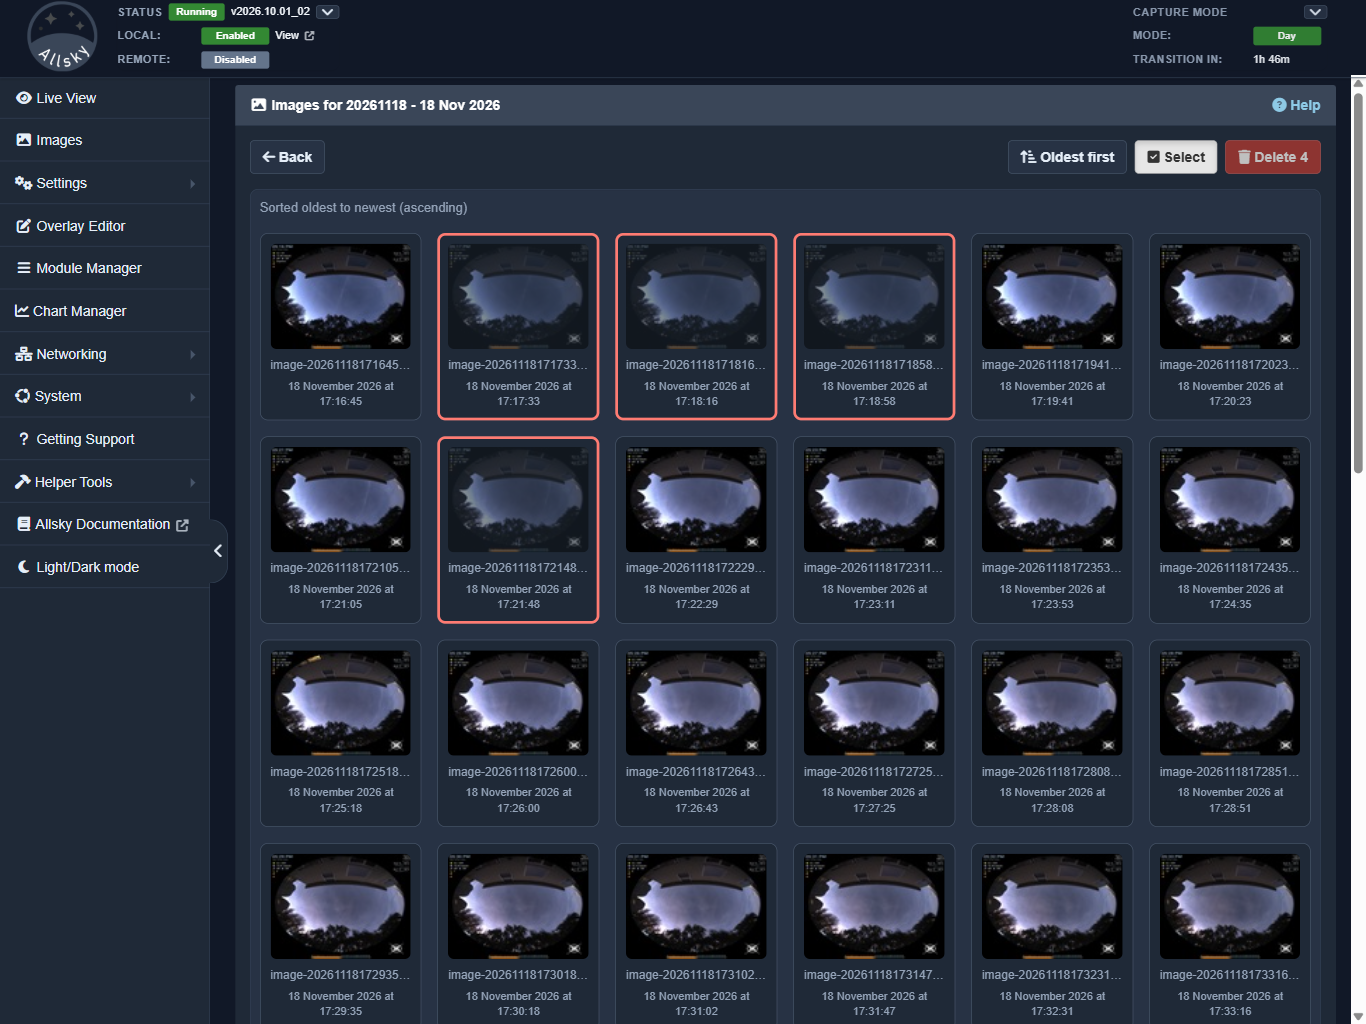 Allsky
STATUS Running v2026.10.01_02
LOCAL: Enabled View
REMOTE: Disabled
CAPTURE MODE
MODE: Day
TRANSITION IN: 1h 46m
Live View
Images
Settings
Overlay Editor
Module Manager
Chart Manager
Networking
System
Getting Support
Helper Tools
Allsky Documentation
Light/Dark mode
Images for 20261118 - 18 Nov 2026
Help
Back
Oldest first
Select
Delete 4
Sorted oldest to newest (ascending)
image-20261118171645...
18 November 2026 at
17:16:45
image-20261118171733...
18 November 2026 at
17:17:33
image-20261118171816...
18 November 2026 at
17:18:16
image-20261118171858...
18 November 2026 at
17:18:58
image-20261118171941...
18 November 2026 at
17:19:41
image-20261118172023...
18 November 2026 at
17:20:23
image-20261118172105...
18 November 2026 at
17:21:05
image-20261118172148...
18 November 2026 at
17:21:48
image-20261118172229...
18 November 2026 at
17:22:29
image-20261118172311...
18 November 2026 at
17:23:11
image-20261118172353...
18 November 2026 at
17:23:53
image-20261118172435...
18 November 2026 at
17:24:35
image-20261118172518...
18 November 2026 at
17:25:18
image-20261118172600...
18 November 2026 at
17:26:00
image-20261118172643...
18 November 2026 at
17:26:43
image-20261118172725...
18 November 2026 at
17:27:25
image-20261118172808...
18 November 2026 at
17:28:08
image-20261118172851...
18 November 2026 at
17:28:51
image-20261118172935...
18 November 2026 at
17:29:35
image-20261118173018...
18 November 2026 at
17:30:18
image-20261118173102...
18 November 2026 at
17:31:02
image-20261118173147...
18 November 2026 at
17:31:47
image-20261118173231...
18 November 2026 at
17:32:31
image-20261118173316...
18 November 2026 at
17:33:16